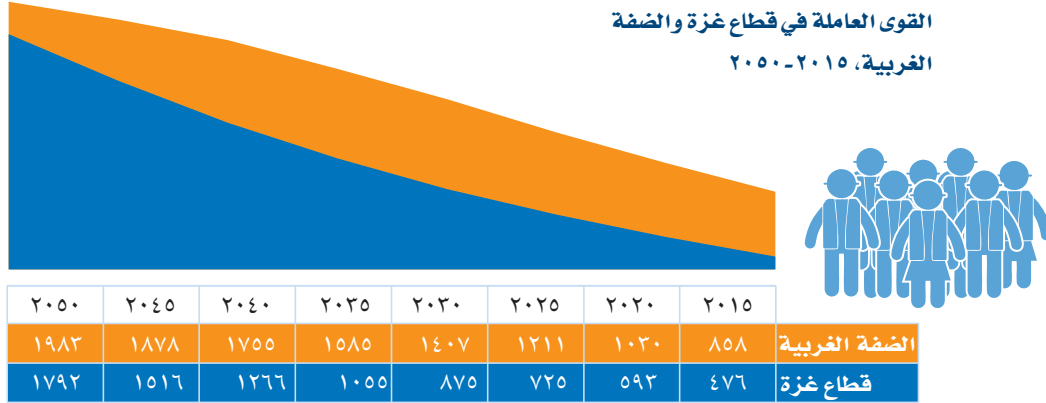 القوى العاملة في قطاع غزة والضفة
الغربية، ٢٠١٥-٢٠٥٠
٢٠١٥ ٢٠٢٠ ٢٠٢٥ ٢٠٣٠ ٢٠٣٥ ٢٠٤٠ ٢٠٤٥ ٢٠٥٠
الضفة الغربية ٨٥٨ ١٠٣٠ ١٢١١ ١٤٠٧ ١٥٨٥ ١٧٥٥ ١٨٧٨ ١٩٨٣
قطاع غزة ٤٧٦ ٥٩٣ ٧٢٥ ٨٧٥ ١٠٥٥ ١٢٦٦ ١٥١٦ ١٧٩٢